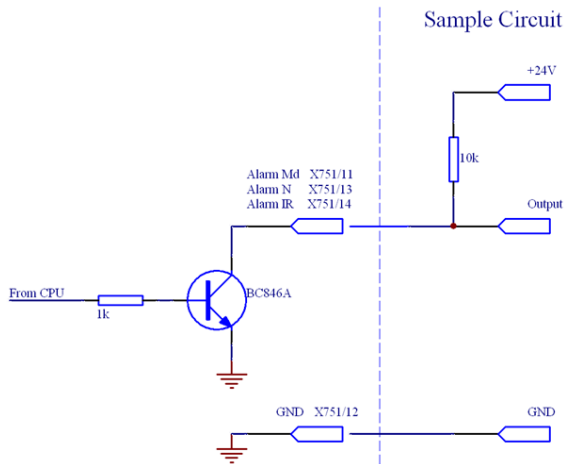 Sample Circuit
+24V
10k
Alarm Md X751/11
Alarm N X751/13
Alarm IR X751/14
Output
From CPU
BC846A
1k
GND X751/12
GND